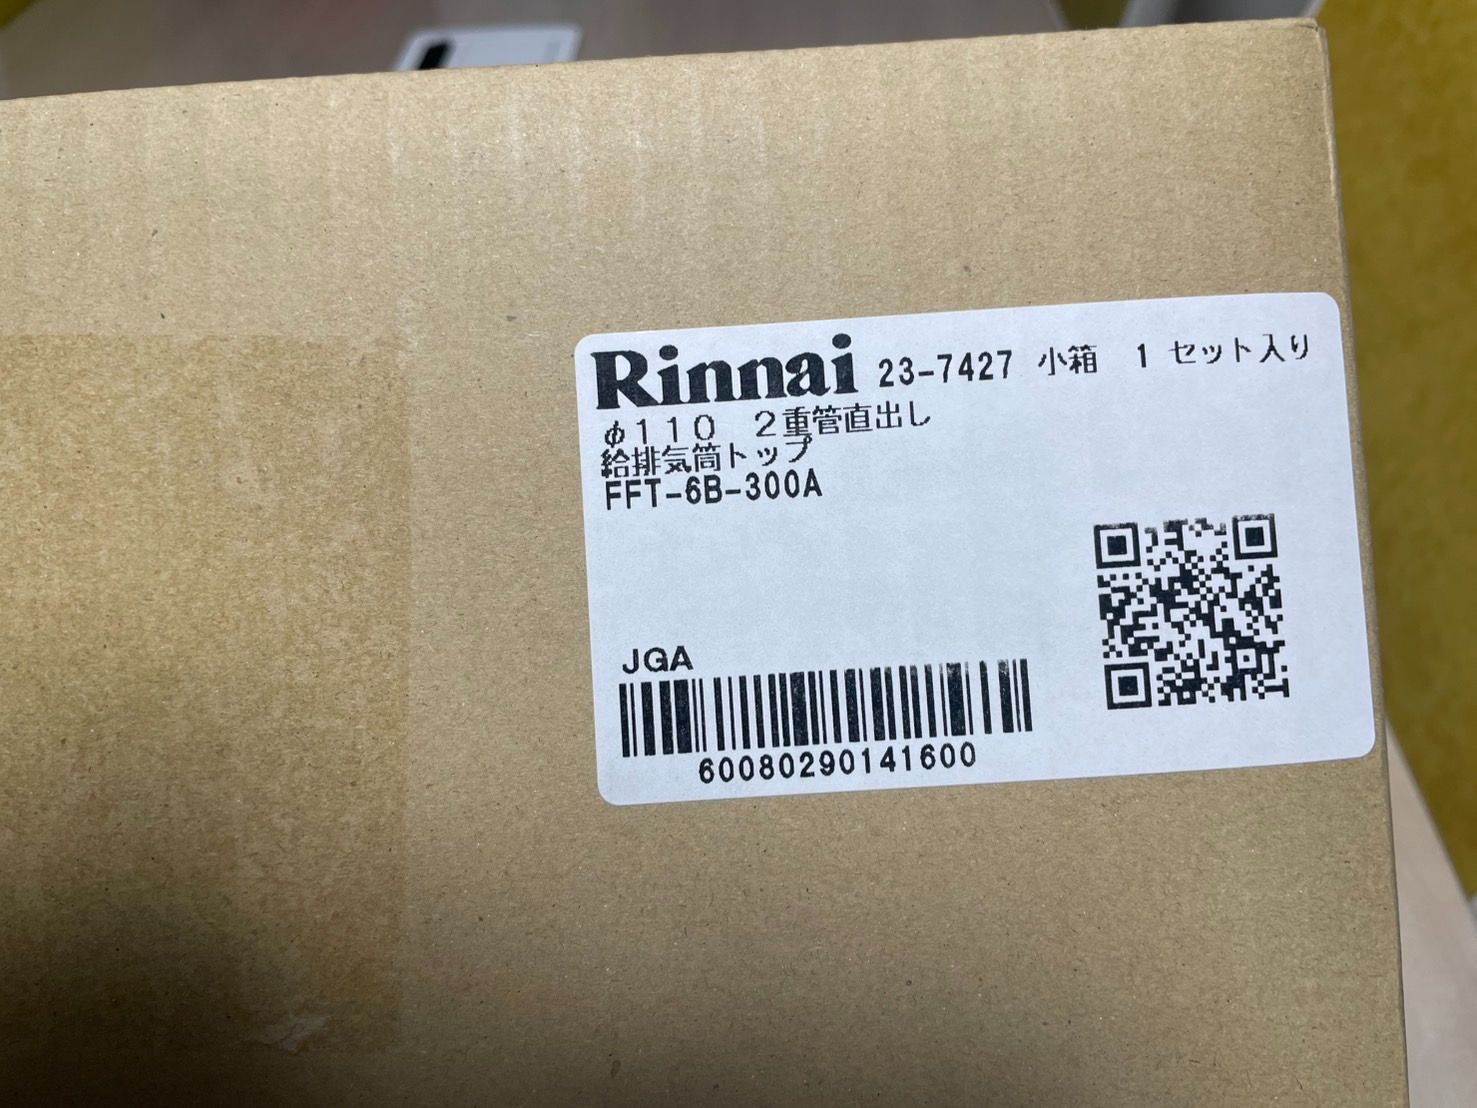 Rinnai 23-7427 小箱 1 セット入り
φ110 2重管直出し
給排気筒トップ
FFT-6B-300A
JGA
60080290141600